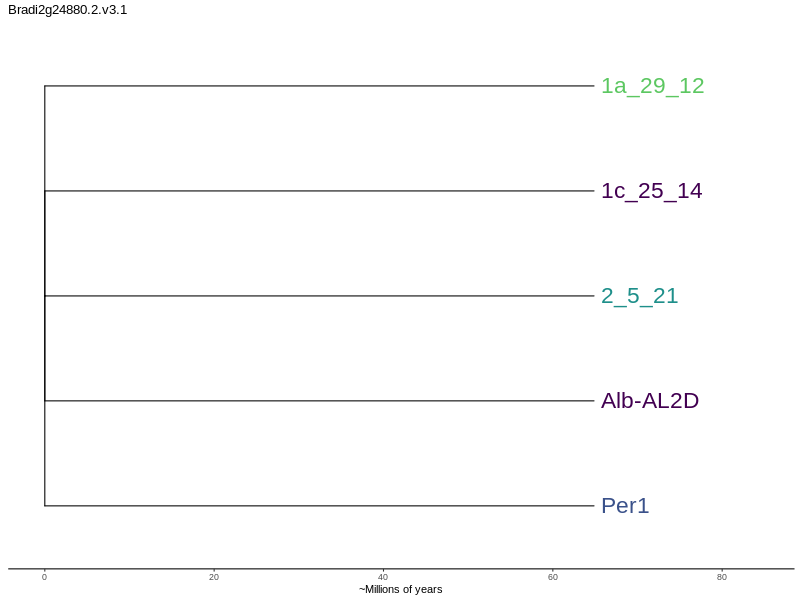 Bradi2g24880.2.v3.1
1a_29_12
1c_25_14
2_5_21
Alb-AL2D
Per1
0 20 40 60 80
~Millions of years